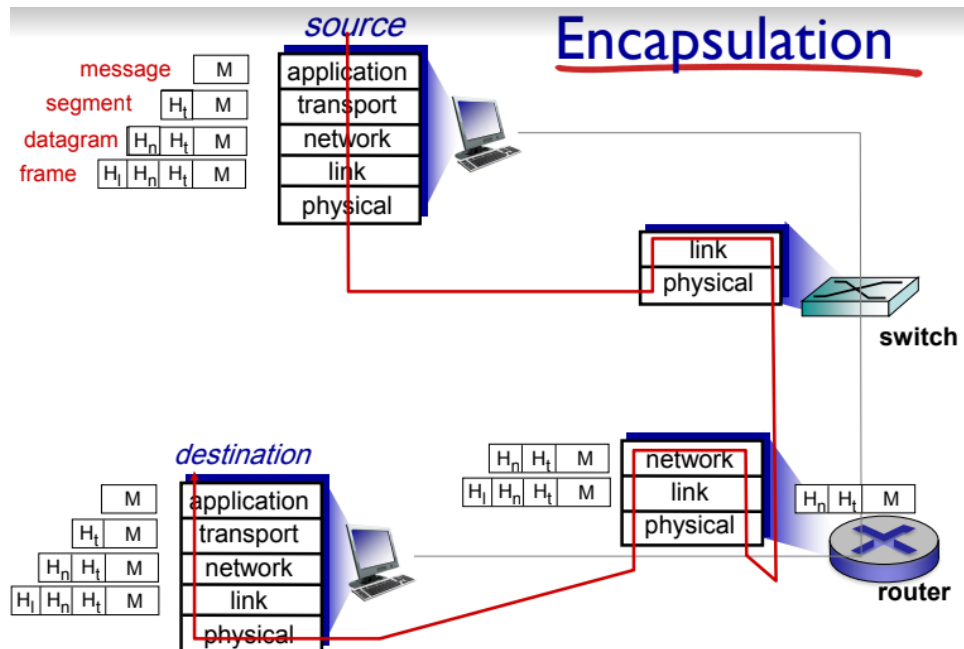 source
Encapsulation
message M
application
segment Ht M
transport
datagram Hn Ht M
network
frame Hl Hn Ht M
link
physical
link
physical
switch
destination
Hn Ht M
network
Hl Hn Ht M
link
Hn Ht M
physical
router
M
application
Ht M
transport
Hn Ht M
network
Hl Hn Ht M
link
physical